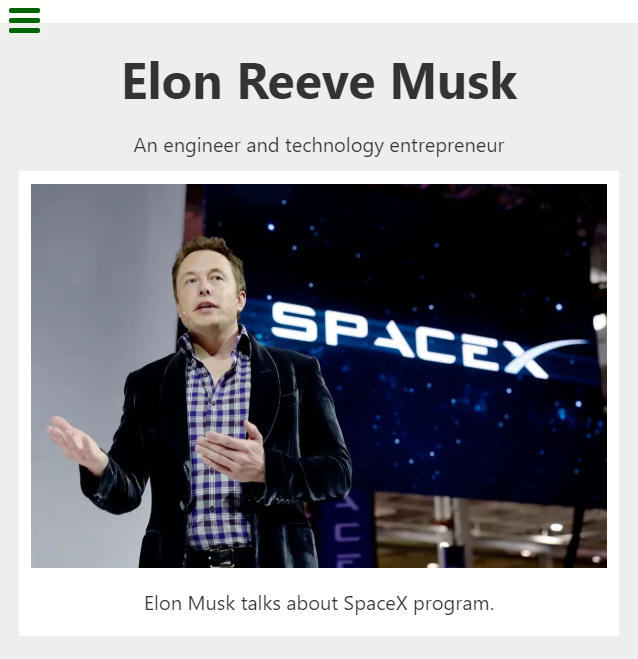 Elon Reeve Musk
An engineer and technology entrepreneur
SPACEX
Elon Musk talks about SpaceX program.